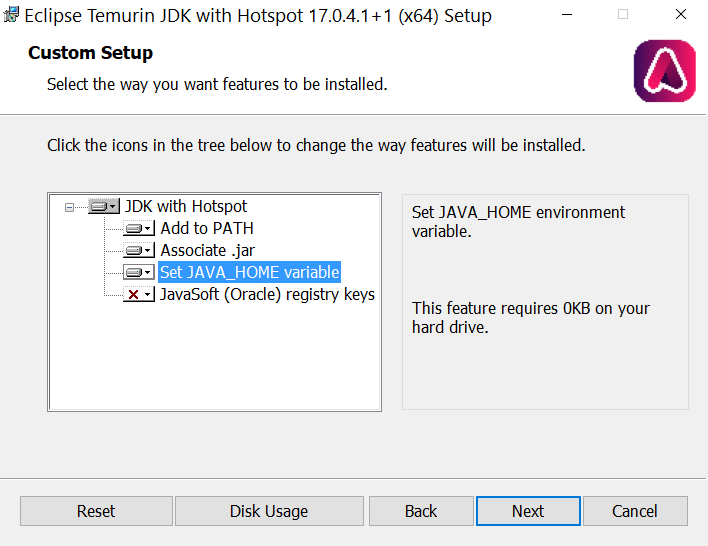 Eclipse Temurin JDK with Hotspot 17.0.4.1+1 (x64) Setup
Custom Setup
Select the way you want features to be installed.
Click the icons in the tree below to change the way features will be installed.
JDK with Hotspot
Add to PATH
Associate .jar
Set JAVA_HOME variable
JavaSoft (Oracle) registry keys
Set JAVA_HOME environment
variable.
This feature requires 0KB on your
hard drive.
Reset
Disk Usage
Back
Next
Cancel